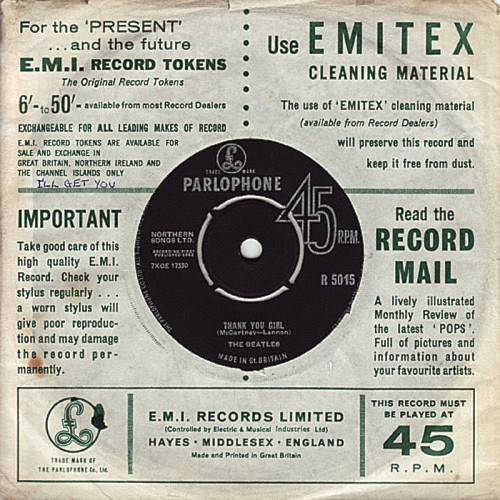 For the 'PRESENT'
...and the future
E.M.I. RECORD TOKENS
The Original Record Tokens
6'- to 50'- available from most Record Dealers
EXCHANGEABLE FOR ALL LEADING MAKES OF RECORD
E.M.I. RECORD TOKENS ARE AVAILABLE FOR
SALE AND EXCHANGE IN
GREAT BRITAIN, NORTHERN IRELAND AND
THE CHANNEL ISLANDS ONLY
I'LL GET YOU
Use EMITEX
CLEANING MATERIAL
The use of 'EMITEX' cleaning material
(available from Record Dealers)
will preserve this record and
keep it free from dust.
IMPORTANT
Take good care of this
high quality E.M.I.
Record. Check your
stylus regularly . . .
a worn stylus will
give poor reproduc-
tion and may damage
the record per-
manently.
£
TRADE MARK
PARLOPHONE
45
R.P.M.
NORTHERN
SONGS LTD.
RECORDING FIRST
PUBLISHED 1963
7XCE 17330
R 5015
THANK YOU GIRL
(McCartney—Lennon)
THE BEATLES
MADE IN Gt. BRITAIN
Read the
RECORD
MAIL
A lively illustrated
Monthly Review of
the latest 'POPS'.
Full of pictures and
information about
your favourite artists.
£
TRADE MARK OF
THE PARLOPHONE Co. Ltd.
E.M.I. RECORDS LIMITED
(Controlled by Electric & Musical Industries Ltd)
HAYES · MIDDLESEX · ENGLAND
Made and Printed in Great Britain
THIS RECORD MUST
BE PLAYED AT
45
R.P.M.